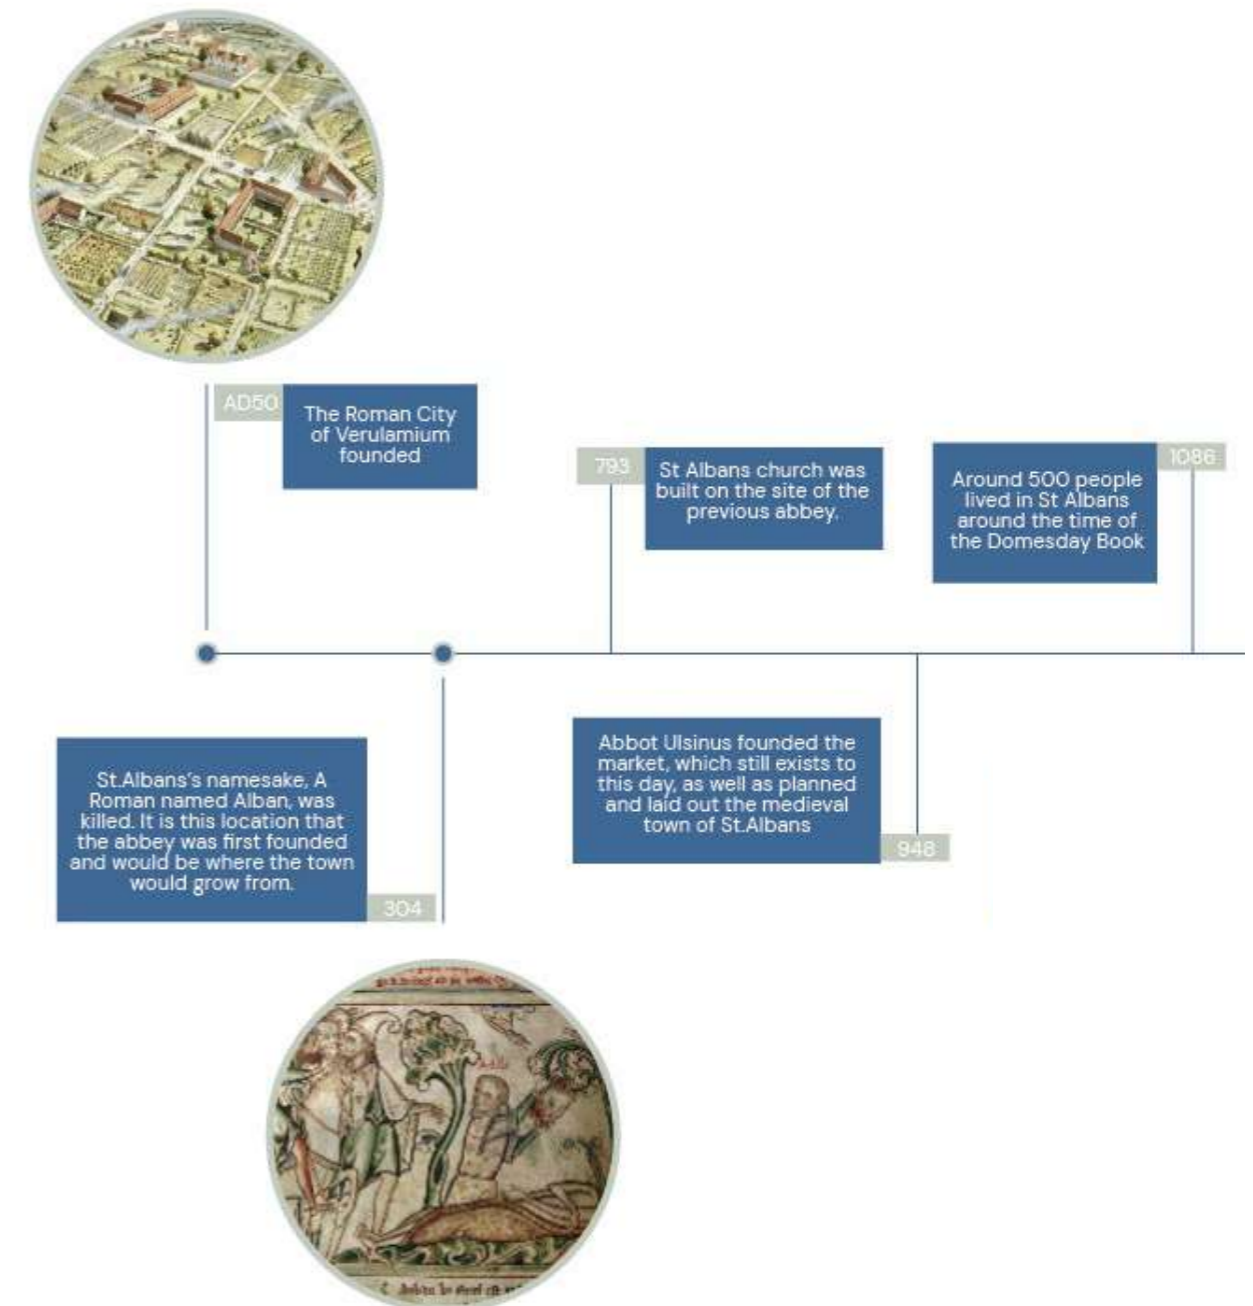 AD50
The Roman City
of Verulamium
founded
793
St Albans church was
built on the site of the
previous abbey.
1086
Around 500 people
lived in St Albans
around the time of
the Domesday Book
St.Albans's namesake, A
Roman named Alban, was
killed. It is this location that
the abbey was first founded
and would be where the town
would grow from.
304
Abbot Ulsinus founded the
market, which still exists to
this day, as well as planned
and laid out the medieval
town of St.Albans
948